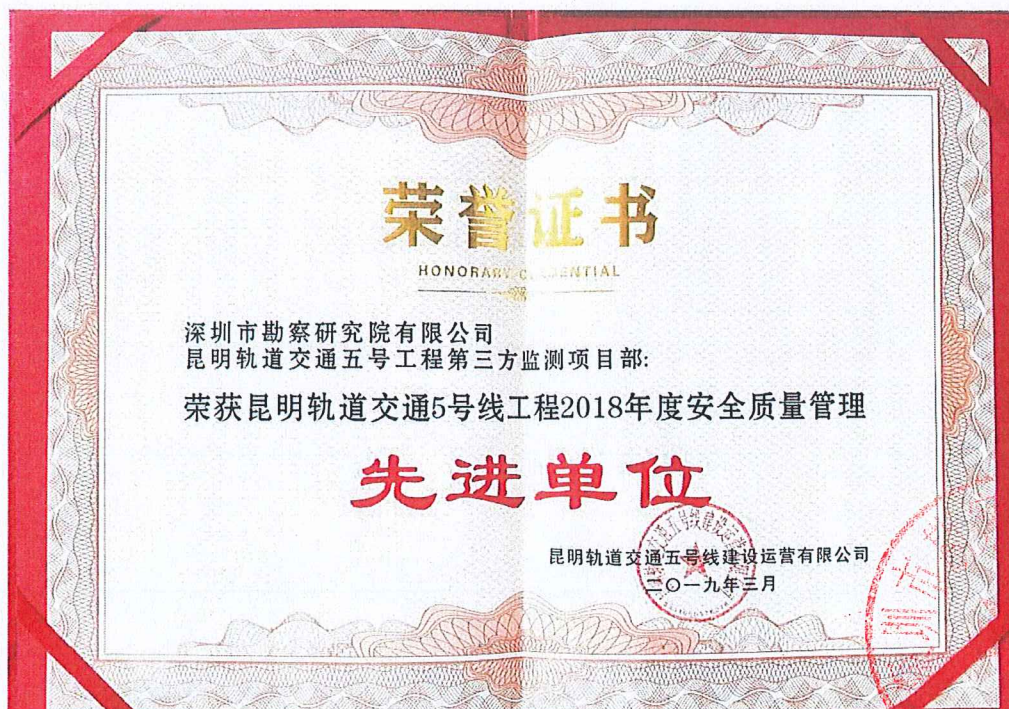 荣誉证书
HONORARY
深圳市勘察研究院有限公司
昆明轨道交通五号工程第三方监测项目部:
荣获昆明轨道交通5号线工程2018年度安全质量管理
先进单位
昆明轨道交通五号线建设运营有限公司
二〇一九年三月